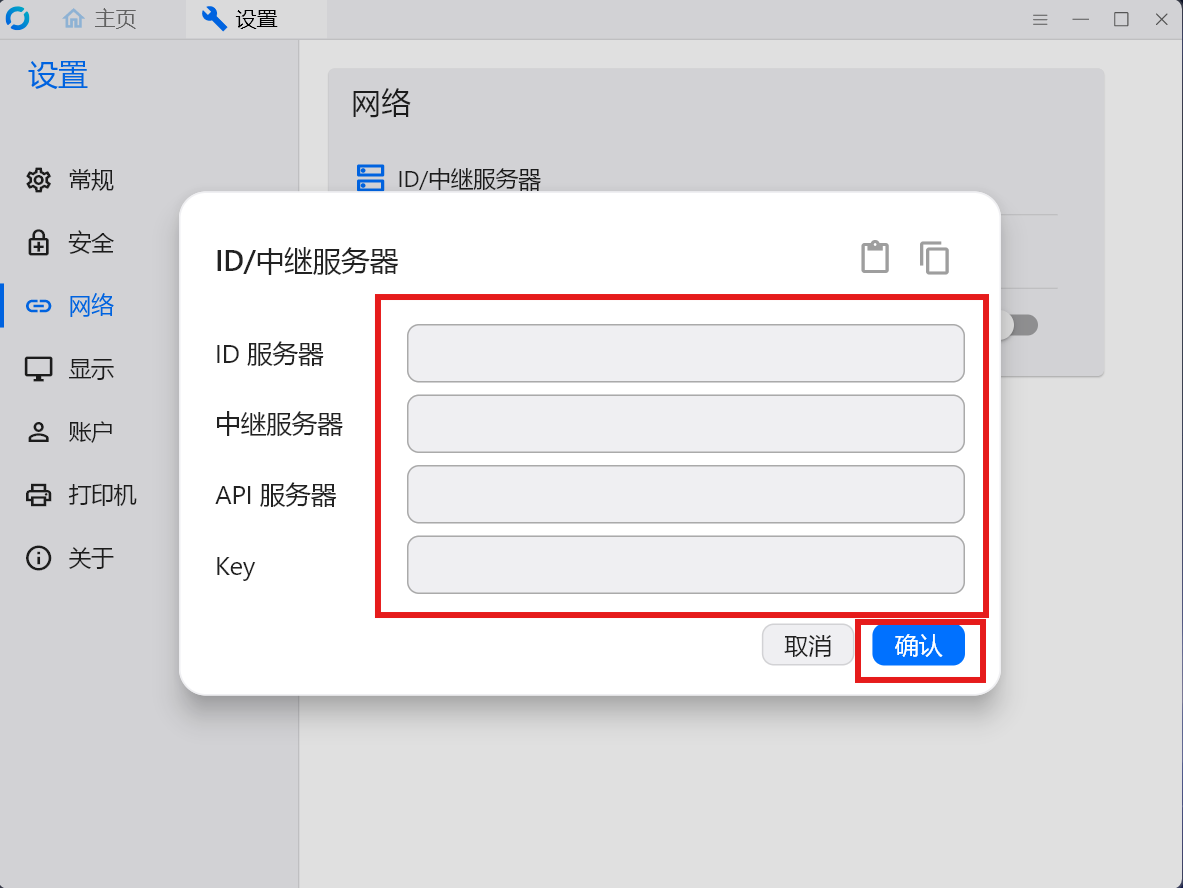 主页
设置
设置
常规
安全
网络
显示
账户
打印机
关于
网络
ID/中继服务器
ID/中继服务器
ID 服务器
中继服务器
API 服务器
Key
取消
确认